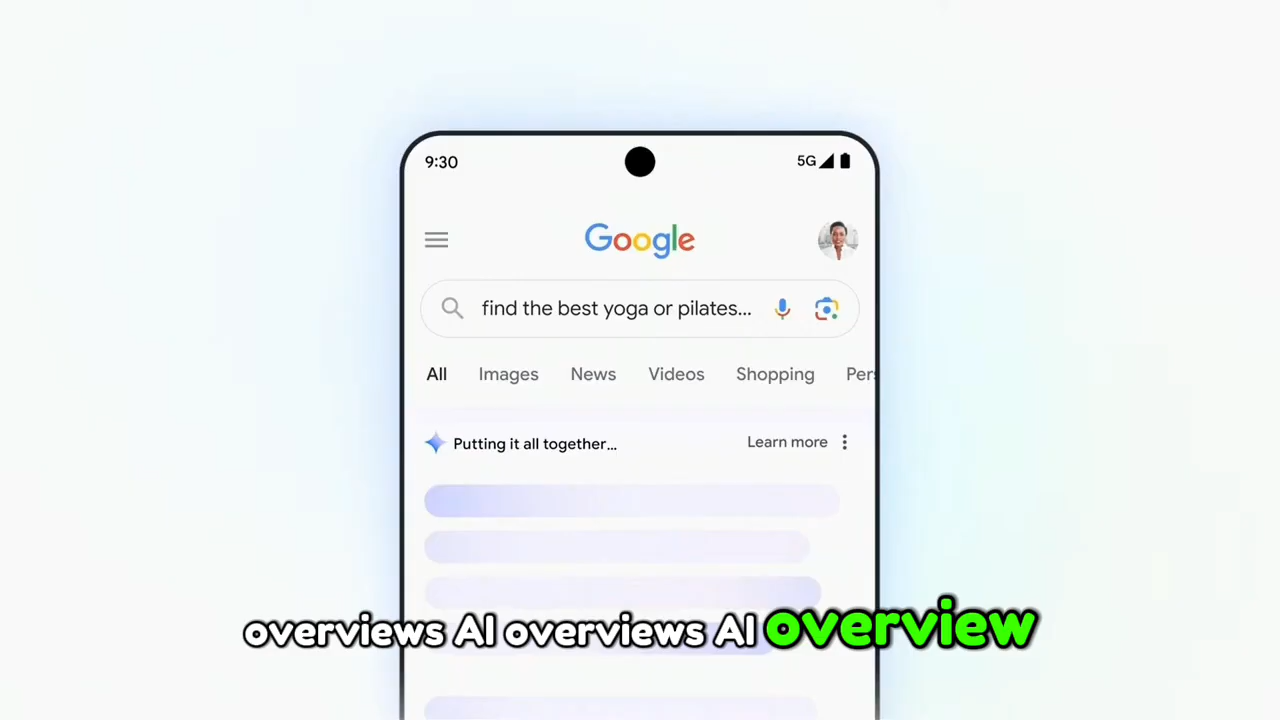 9:30
5G
Google
find the best yoga or pilates...
All Images News Videos Shopping Pers
Putting it all together... Learn more
overviews AI overviews AI overview